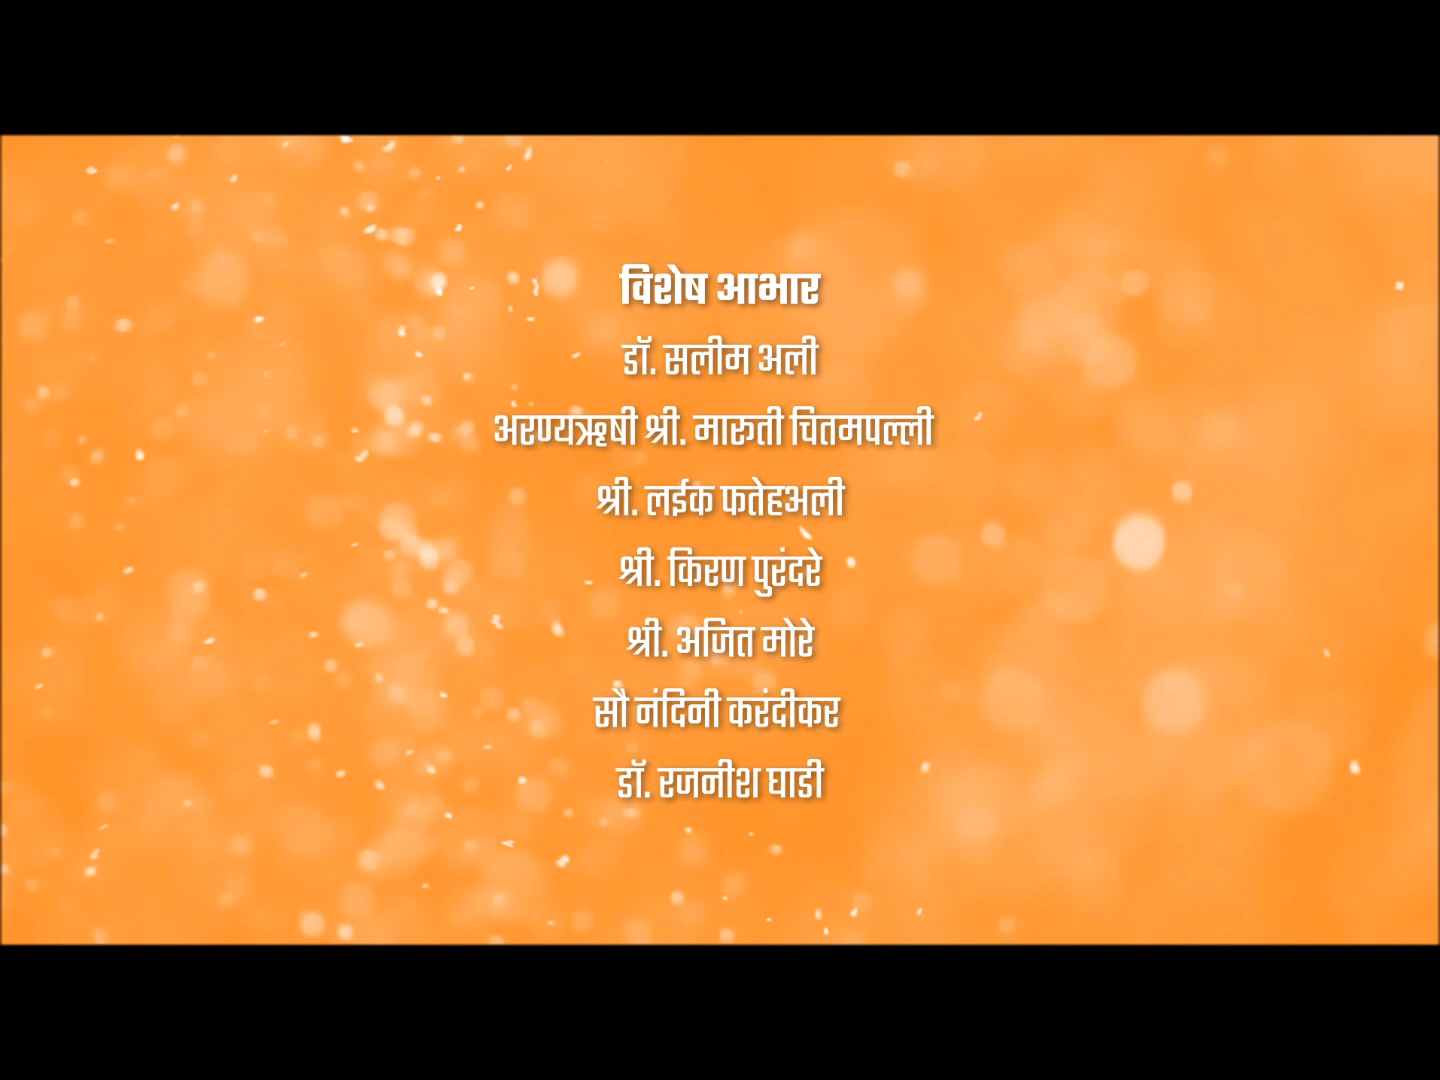 विशेष आभार
डॉ. सलीम अली
अरण्यऋषी श्री. मारुती चितमपल्ली
श्री. लईक फतेहअली
श्री. किरण पुरंदरे
श्री. अजित मोरे
सौ नंदिनी करंदीकर
डॉ. रजनीश घाडी